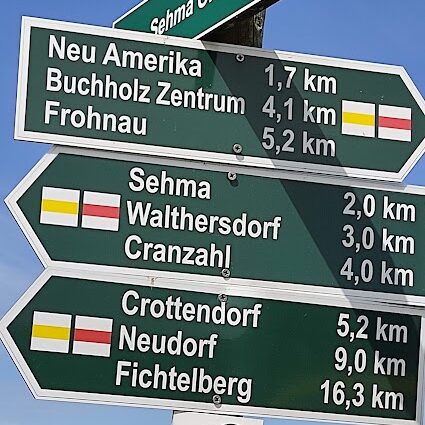 Sehma
Neu Amerika 1,7 km
Buchholz Zentrum 4,1 km
Frohnau 5,2 km
Sehma 2,0 km
Walthersdorf 3,0 km
Cranzahl 4,0 km
Crottendorf 5,2 km
Neudorf 9,0 km
Fichtelberg 16,3 km